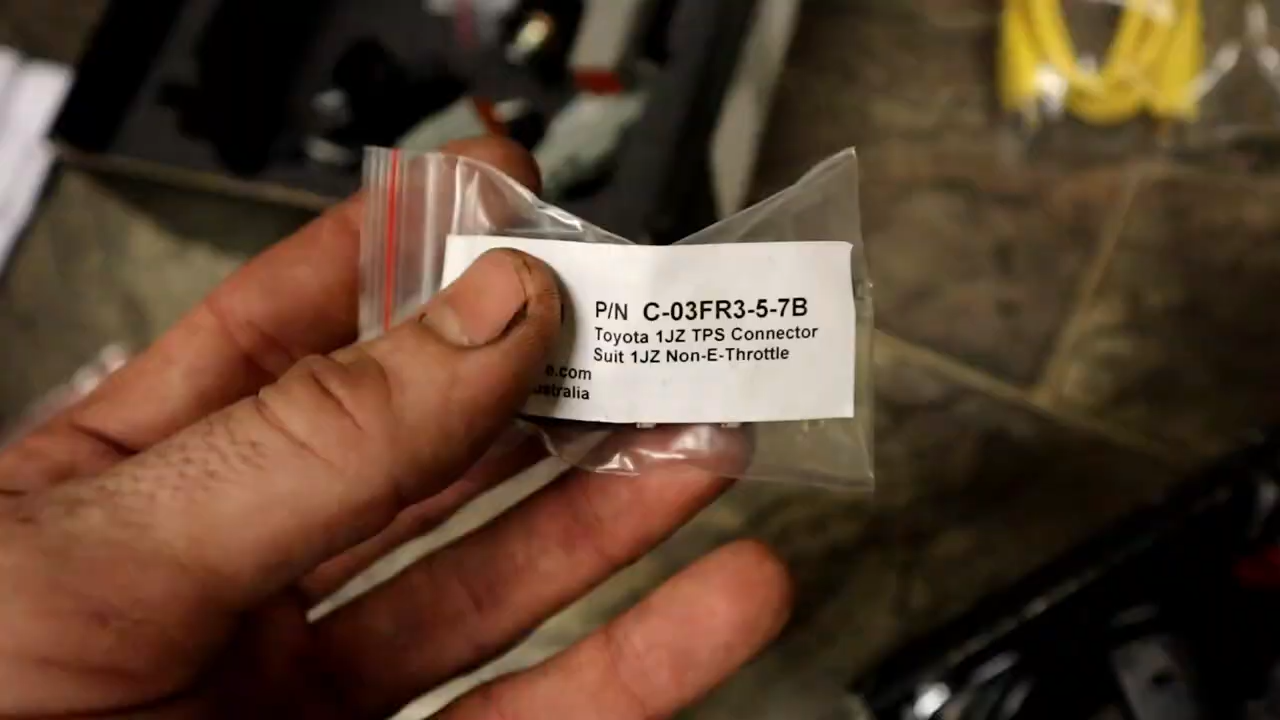 P/N C-03FR3-5-7B
Toyota 1JZ TPS Connector
Suit 1JZ Non-E-Throttle
e.com
ustralia